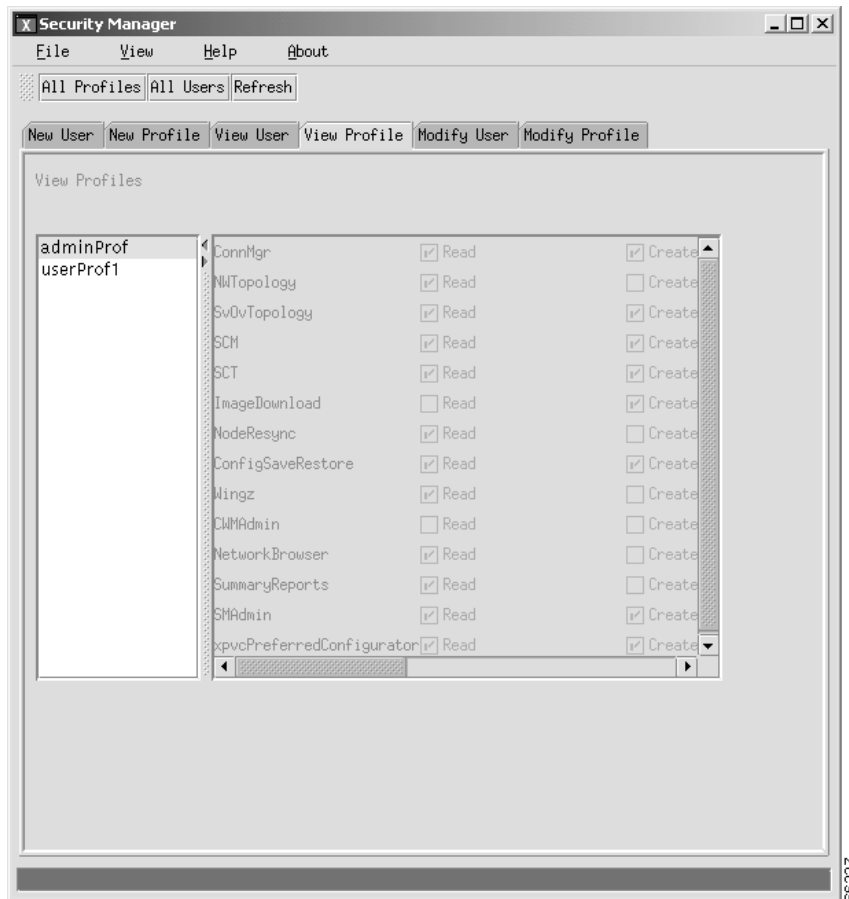 X Security Manager
File View Help About
All Profiles All Users Refresh
New User New Profile View User View Profile Modify User Modify Profile
View Profiles
adminProf
userProf1
ConnMgr Read Create
NWTopology Read Create
SvOvTopology Read Create
SCM Read Create
SCT Read Create
ImageDownload Read Create
NodeResync Read Create
ConfigSaveRestore Read Create
Wingz Read Create
CWMAdmin Read Create
NetworkBrowser Read Create
SummaryReports Read Create
SMAdmin Read Create
xpvcPreferredConfigurator Read Create